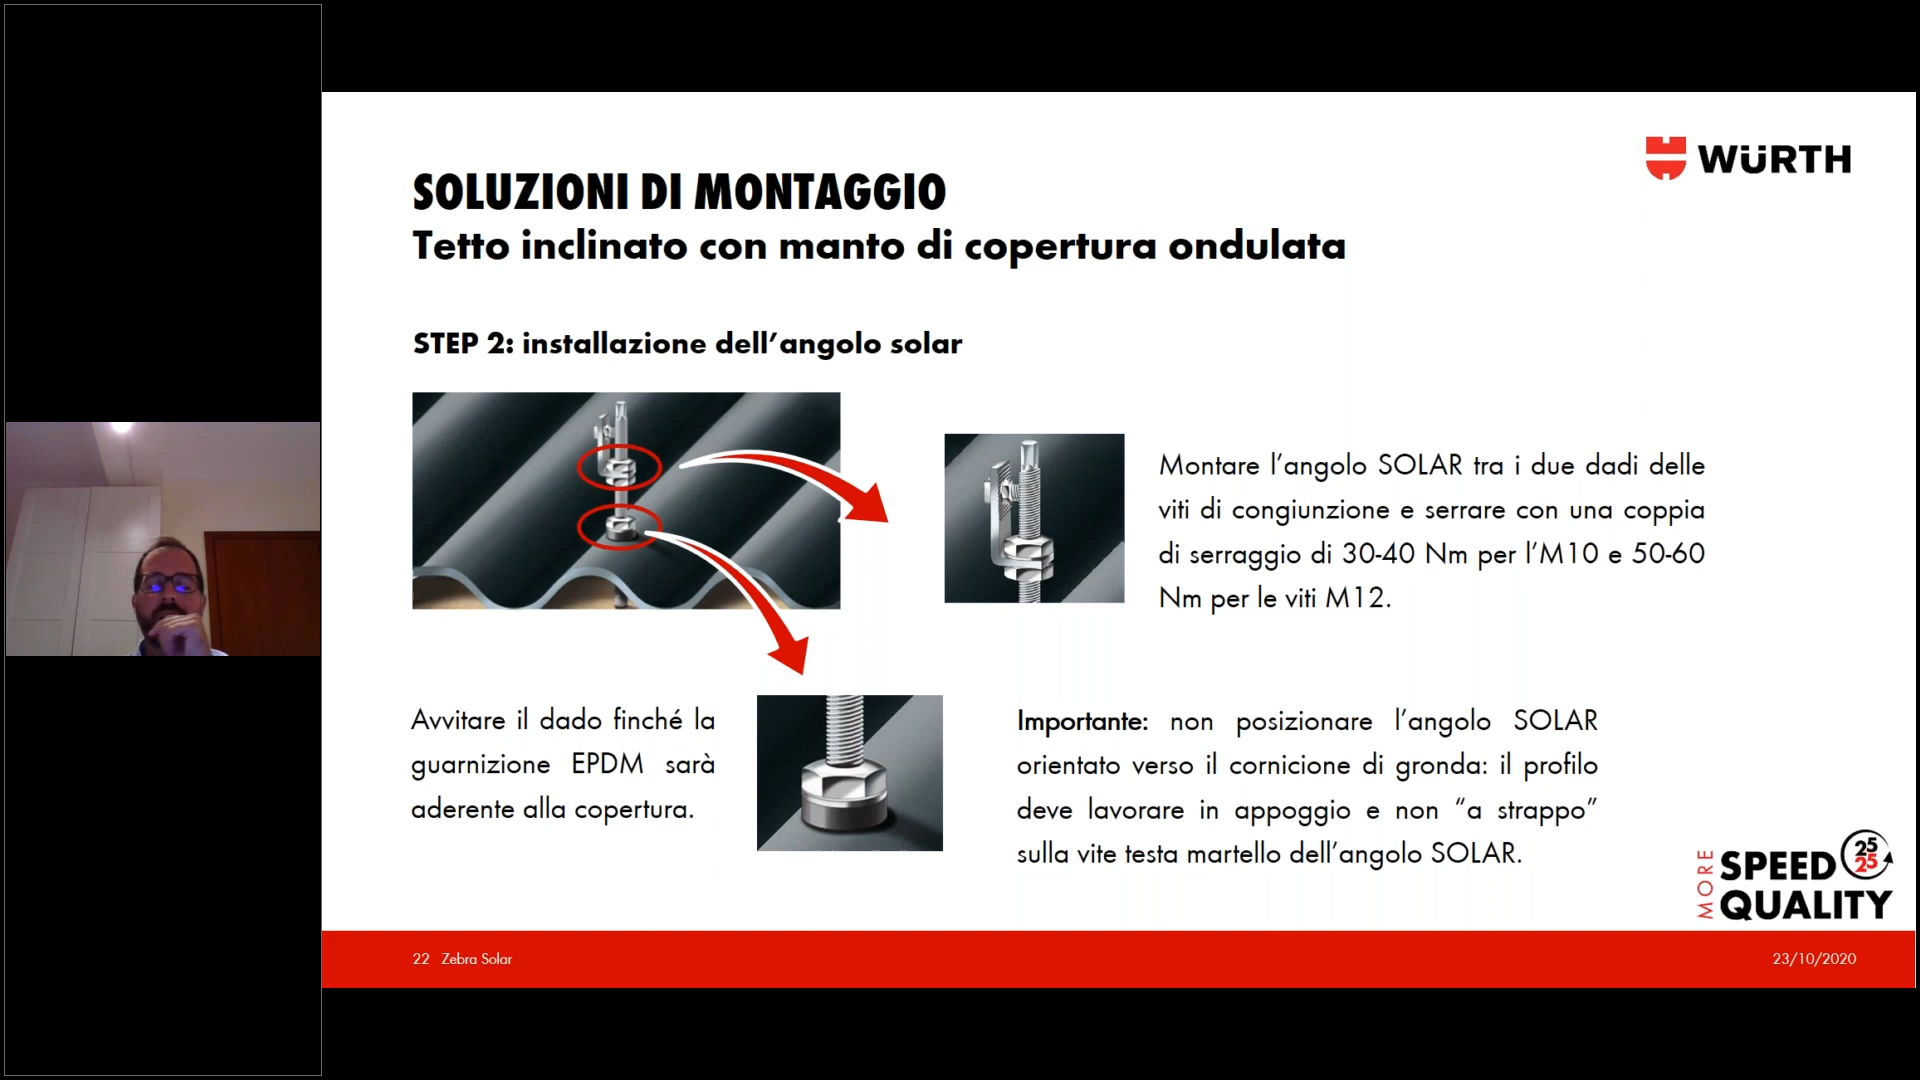 WÜRTH
SOLUZIONI DI MONTAGGIO
Tetto inclinato con manto di copertura ondulata
STEP 2: installazione dell’angolo solar
Montare l’angolo SOLAR tra i due dadi delle
viti di congiunzione e serrare con una coppia
di serraggio di 30-40 Nm per l’M10 e 50-60
Nm per le viti M12.
Avvitare il dado finché la
guarnizione EPDM sarà
aderente alla copertura.
Importante: non posizionare l’angolo SOLAR
orientato verso il cornicione di gronda: il profilo
deve lavorare in appoggio e non “a strappo”
sulla vite testa martello dell’angolo SOLAR.
MORE
SPEED
25
25
QUALITY
22 Zebra Solar
23/10/2020